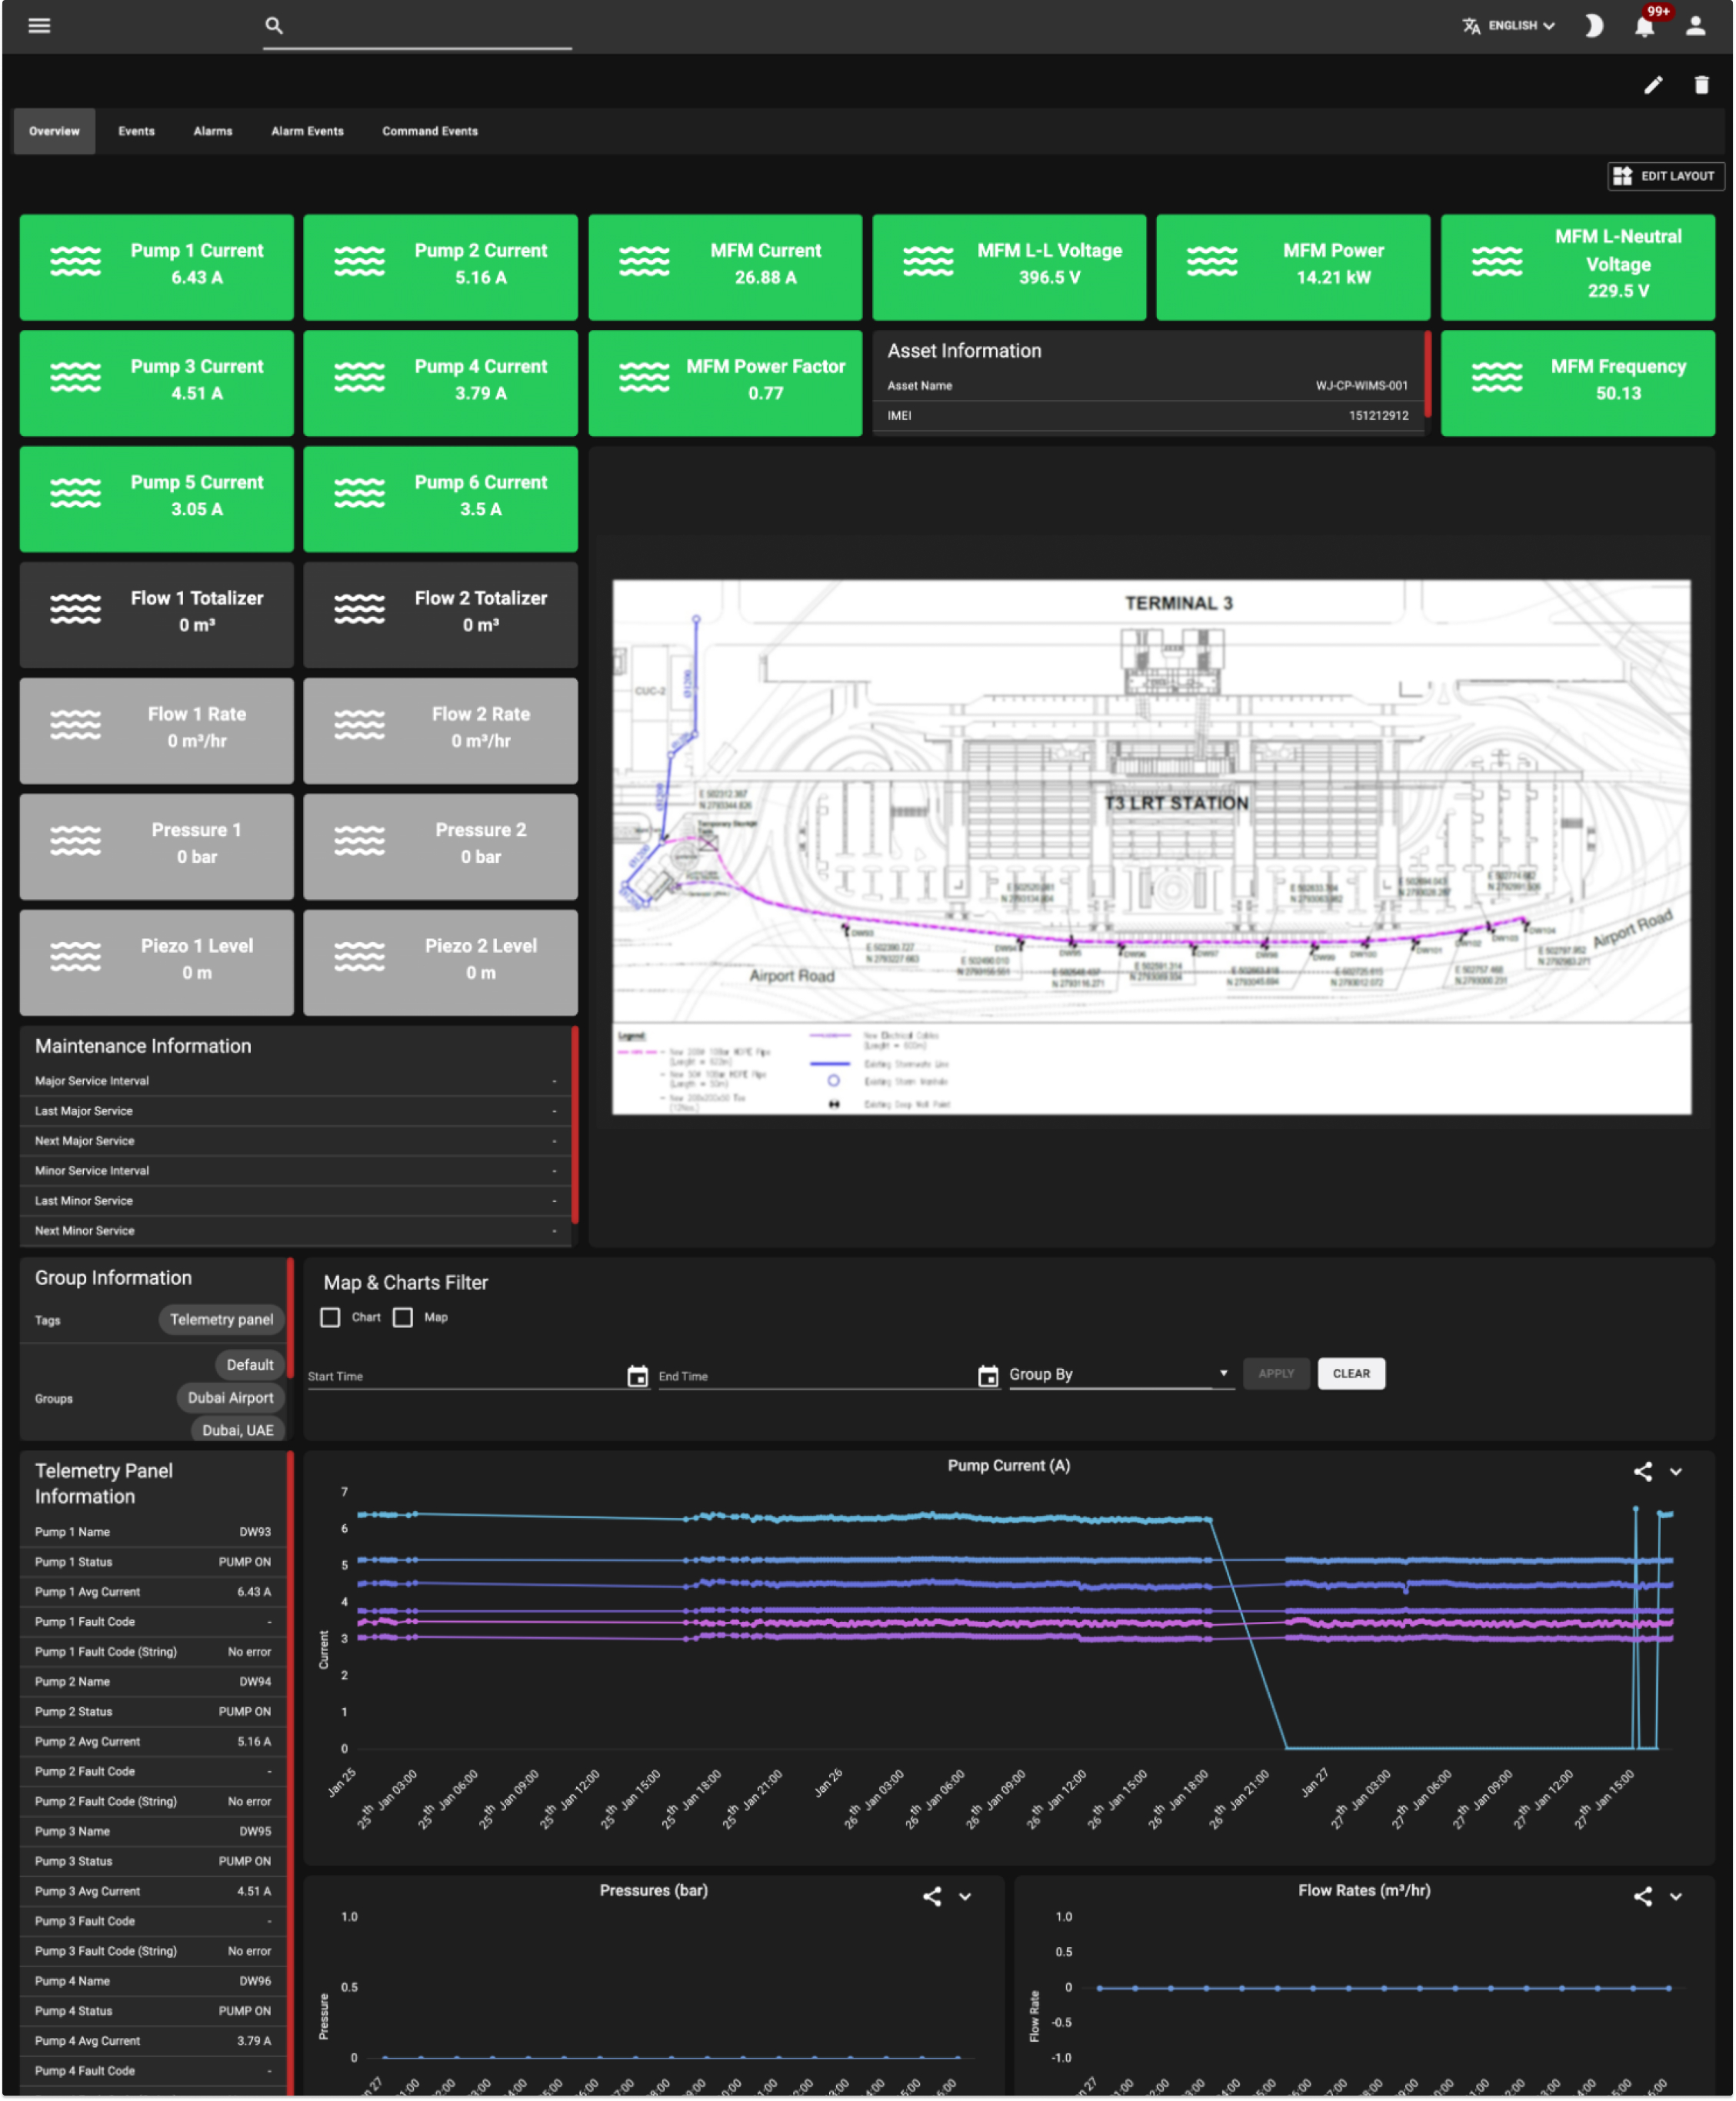 ENGLISH
99+
Overview
Events
Alarms
Alarm Events
Command Events
EDIT LAYOUT
Pump 1 Current
6.43 A
Pump 2 Current
5.16 A
MFM Current
26.88 A
MFM L-L Voltage
396.5 V
MFM Power
14.21 kW
MFM L-Neutral
Voltage
229.5 V
Pump 3 Current
4.51 A
Pump 4 Current
3.79 A
MFM Power Factor
0.77
Asset Information
Asset Name WJ-CP-WIMS-001
IMEI 151212912
MFM Frequency
50.13
Pump 5 Current
3.05 A
Pump 6 Current
3.5 A
Flow 1 Totalizer
0 m³
Flow 2 Totalizer
0 m³
Flow 1 Rate
0 m³/hr
Flow 2 Rate
0 m³/hr
Pressure 1
0 bar
Pressure 2
0 bar
Piezo 1 Level
0 m
Piezo 2 Level
0 m
TERMINAL 3
CUC-2
T3 LRT STATION
Airport Road
Airport Road
Legend:
Maintenance Information
Major Service Interval -
Last Major Service -
Next Major Service -
Minor Service Interval -
Last Minor Service -
Next Minor Service -
Group Information
Tags Telemetry panel
Groups
Default
Dubai Airport
Dubai, UAE
Map & Charts Filter
Chart Map
Start Time
End Time
Group By
APPLY
CLEAR
Telemetry Panel
Information
Pump 1 Name DW93
Pump 1 Status PUMP ON
Pump 1 Avg Current 6.43 A
Pump 1 Fault Code -
Pump 1 Fault Code (String) No error
Pump 2 Name DW94
Pump 2 Status PUMP ON
Pump 2 Avg Current 5.16 A
Pump 2 Fault Code -
Pump 2 Fault Code (String) No error
Pump 3 Name DW95
Pump 3 Status PUMP ON
Pump 3 Avg Current 4.51 A
Pump 3 Fault Code -
Pump 3 Fault Code (String) No error
Pump 4 Name DW96
Pump 4 Status PUMP ON
Pump 4 Avg Current 3.79 A
Pump 4 Fault Code -
Pump Current (A)
Current
7
6
5
4
3
2
1
0
Jan 25
25th Jan 03:00
25th Jan 06:00
25th Jan 09:00
25th Jan 12:00
25th Jan 15:00
25th Jan 18:00
25th Jan 21:00
Jan 26
26th Jan 03:00
26th Jan 06:00
26th Jan 09:00
26th Jan 12:00
26th Jan 15:00
26th Jan 18:00
26th Jan 21:00
Jan 27
27th Jan 03:00
27th Jan 06:00
27th Jan 09:00
27th Jan 12:00
27th Jan 15:00
Pressures (bar)
Pressure
1.0
0.5
0
Flow Rates (m³/hr)
Flow Rate
1.0
0.5
0
-0.5
-1.0